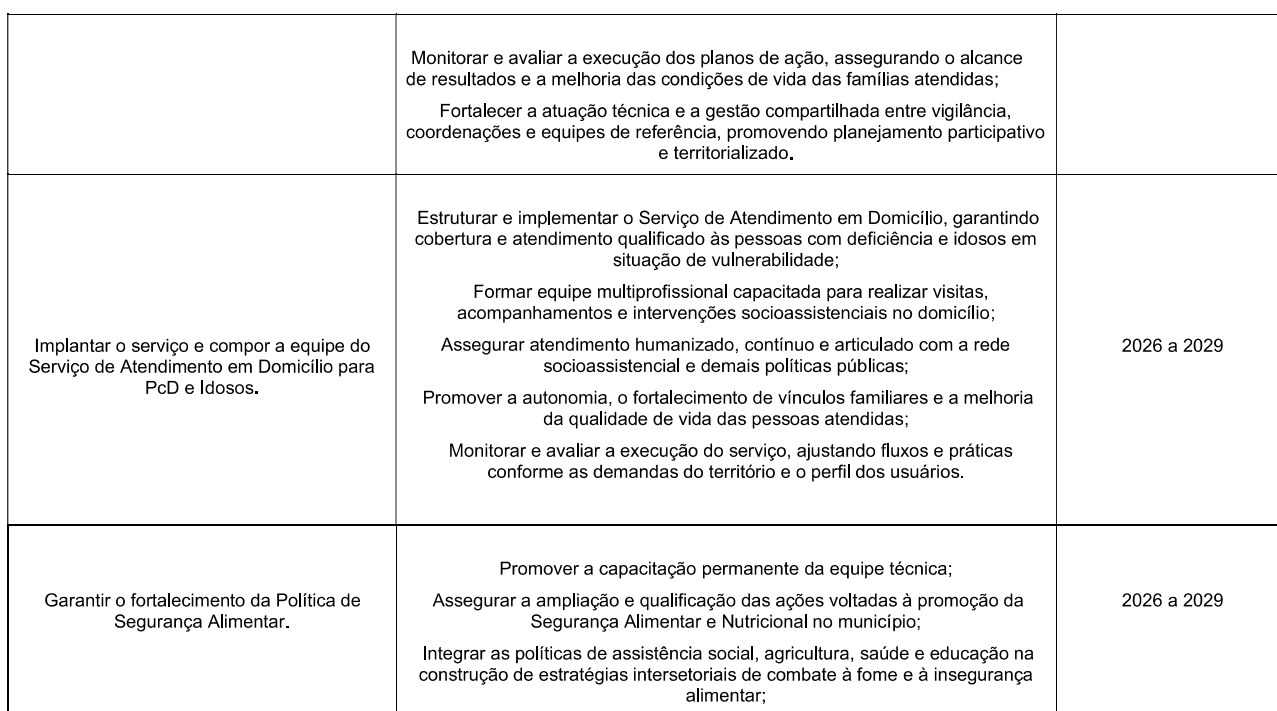 Monitorar e avaliar a execução dos planos de ação, assegurando o alcance
de resultados e a melhoria das condições de vida das famílias atendidas;
Fortalecer a atuação técnica e a gestão compartilhada entre vigilância,
coordenações e equipes de referência, promovendo planejamento participativo
e territorializado.
Implantar o serviço e compor a equipe do
Serviço de Atendimento em Domicílio para
PcD e Idosos.
Estruturar e implementar o Serviço de Atendimento em Domicílio, garantindo
cobertura e atendimento qualificado às pessoas com deficiência e idosos em
situação de vulnerabilidade;
Formar equipe multiprofissional capacitada para realizar visitas,
acompanhamentos e intervenções socioassistenciais no domicílio;
Assegurar atendimento humanizado, contínuo e articulado com a rede
socioassistencial e demais políticas públicas;
Promover a autonomia, o fortalecimento de vínculos familiares e a melhoria
da qualidade de vida das pessoas atendidas;
Monitorar e avaliar a execução do serviço, ajustando fluxos e práticas
conforme as demandas do território e o perfil dos usuários.
2026 a 2029
Garantir o fortalecimento da Política de
Segurança Alimentar.
Promover a capacitação permanente da equipe técnica;
Assegurar a ampliação e qualificação das ações voltadas à promoção da
Segurança Alimentar e Nutricional no município;
Integrar as políticas de assistência social, agricultura, saúde e educação na
construção de estratégias intersetoriais de combate à fome e à insegurança
alimentar;
2026 a 2029